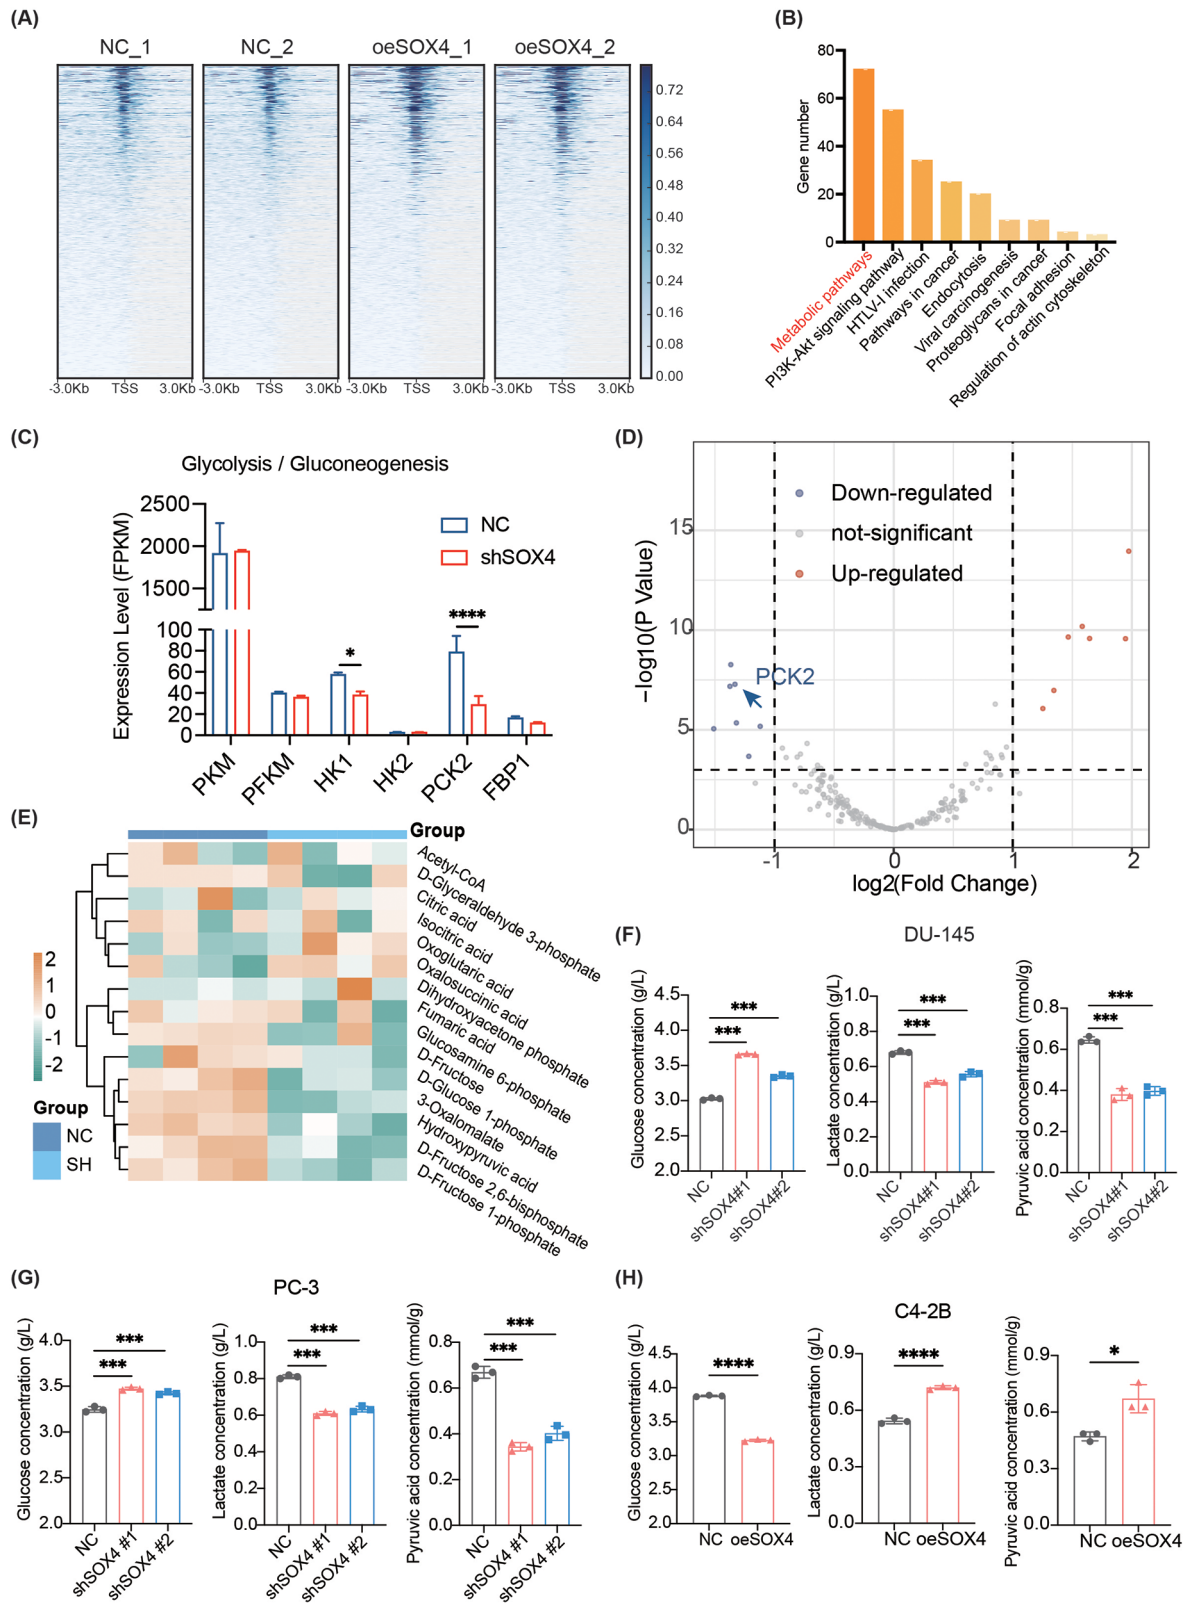 (A)
NC_1
NC_2
oeSOX4_1
oeSOX4_2
0.72
0.64
0.56
0.48
0.40
0.32
0.24
0.16
0.08
0.00
-3.0Kb
TSS
3.0Kb
-3.0Kb
TSS
3.0Kb
-3.0Kb
TSS
3.0Kb
-3.0Kb
TSS
3.0Kb
(B)
Gene number
80
60
40
20
0
Metabolic pathways
PI3K-Akt signaling pathway
HTLV-I infection
Pathways in cancer
Endocytosis
Viral carcinogenesis
Proteoglycans in cancer
Focal adhesion
Regulation of actin cytoskeleton
(C)
Glycolysis / Gluconeogenesis
Expression Level (FPKM)
2500
2000
1500
100
80
60
40
20
0
NC
shSOX4
*
****
PKM
PFKM
HK1
HK2
PCK2
FBP1
(D)
−log10(P Value)
15
10
5
0
Down-regulated
not-significant
Up-regulated
PCK2
-1
0
1
2
log2(Fold Change)
(E)
Group
Acetyl-CoA
D-Glyceraldehyde 3-phosphate
Citric acid
Isocitric acid
Oxoglutaric acid
Oxalosuccinic acid
Dihydroxyacetone phosphate
Fumaric acid
Glucosamine 6-phosphate
D-Fructose
D-Glucose 1-phosphate
3-Oxalomalate
Hydroxypyruvic acid
D-Fructose 2,6-bisphosphate
D-Fructose 1-phosphate
2
1
0
-1
-2
Group
NC
SH
(F)
DU-145
Glucose concentration (g/L)
4.5
4.0
3.5
3.0
2.5
2.0
***
***
NC
shSOX4#1
shSOX4#2
Lactate concentration (g/L)
1.0
0.8
0.6
0.4
0.2
0.0
***
***
NC
shSOX4#1
shSOX4#2
Pyruvic acid concentration (mmol/g)
0.8
0.6
0.4
0.2
0.0
***
***
NC
shSOX4#1
shSOX4#2
(G)
PC-3
Glucose concentration (g/L)
4.0
3.5
3.0
2.5
2.0
***
***
NC
shSOX4 #1
shSOX4 #2
Lactate concentration (g/L)
1.0
0.8
0.6
0.4
0.2
0.0
***
***
NC
shSOX4 #1
shSOX4 #2
Pyruvic acid concentration (mmol/g)
0.8
0.6
0.4
0.2
0.0
***
***
NC
shSOX4 #1
shSOX4 #2
(H)
C4-2B
Glucose concentration (g/L)
4.5
4.0
3.5
3.0
2.5
2.0
****
NC oeSOX4
Lactate concentration (g/L)
0.9
0.6
0.3
0.0
****
NC oeSOX4
Pyruvic acid concentration (mmol/g)
0.9
0.6
0.3
0.0
*
NC oeSOX4